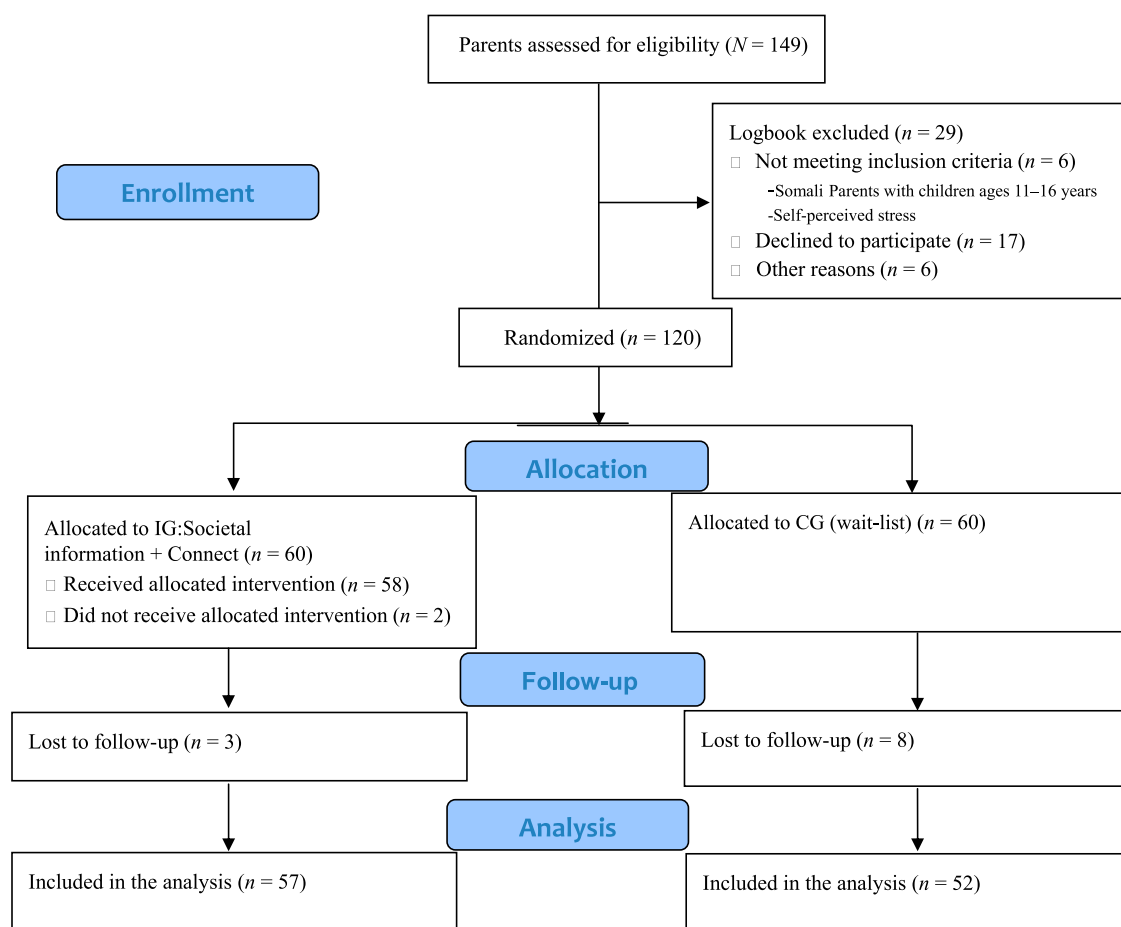 Parents assessed for eligibility (N = 149)
Logbook excluded (n = 29)
□ Not meeting inclusion criteria (n = 6)
-Somali Parents with children ages 11–16 years
-Self-perceived stress
□ Declined to participate (n = 17)
□ Other reasons (n = 6)
Enrollment
Randomized (n = 120)
Allocation
Allocated to IG:Societal
information + Connect (n = 60)
□ Received allocated intervention (n = 58)
□ Did not receive allocated intervention (n = 2)
Allocated to CG (wait-list) (n = 60)
Follow-up
Lost to follow-up (n = 3)
Lost to follow-up (n = 8)
Analysis
Included in the analysis (n = 57)
Included in the analysis (n = 52)